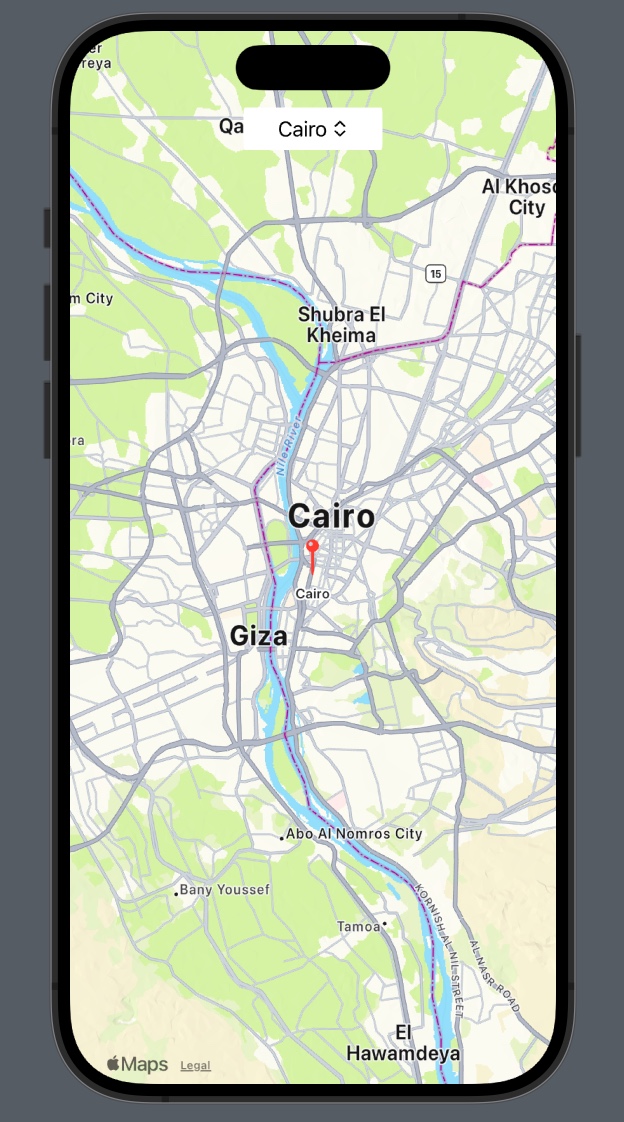 er
reya
Qa
Cairo
Al Khoso
City
15
m City
Shubra El
Kheima
ra
Nile River
Cairo
Cairo
Giza
Abo Al Nomros City
Bany Youssef
KORNISH AL NIL STREET
Tamoa
AL NASR ROAD
El
Hawamdeya
Maps Legal